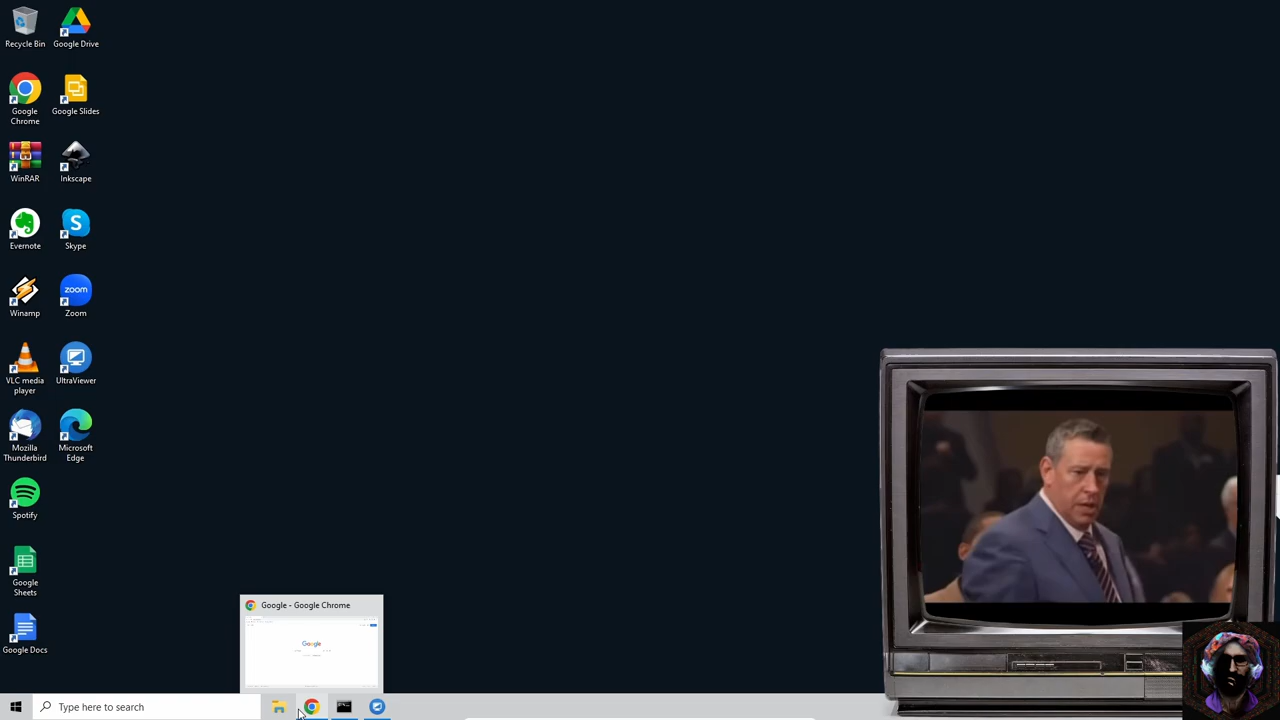 Recycle Bin
Google Drive
Google
Chrome
Google Slides
WinRAR
Inkscape
Evernote
S
Skype
Winamp
zoom
Zoom
VLC media
player
UltraViewer
Mozilla
Thunderbird
Microsoft
Edge
Spotify
Google
Sheets
Google Docs
Google - Google Chrome
Google
Type here to search